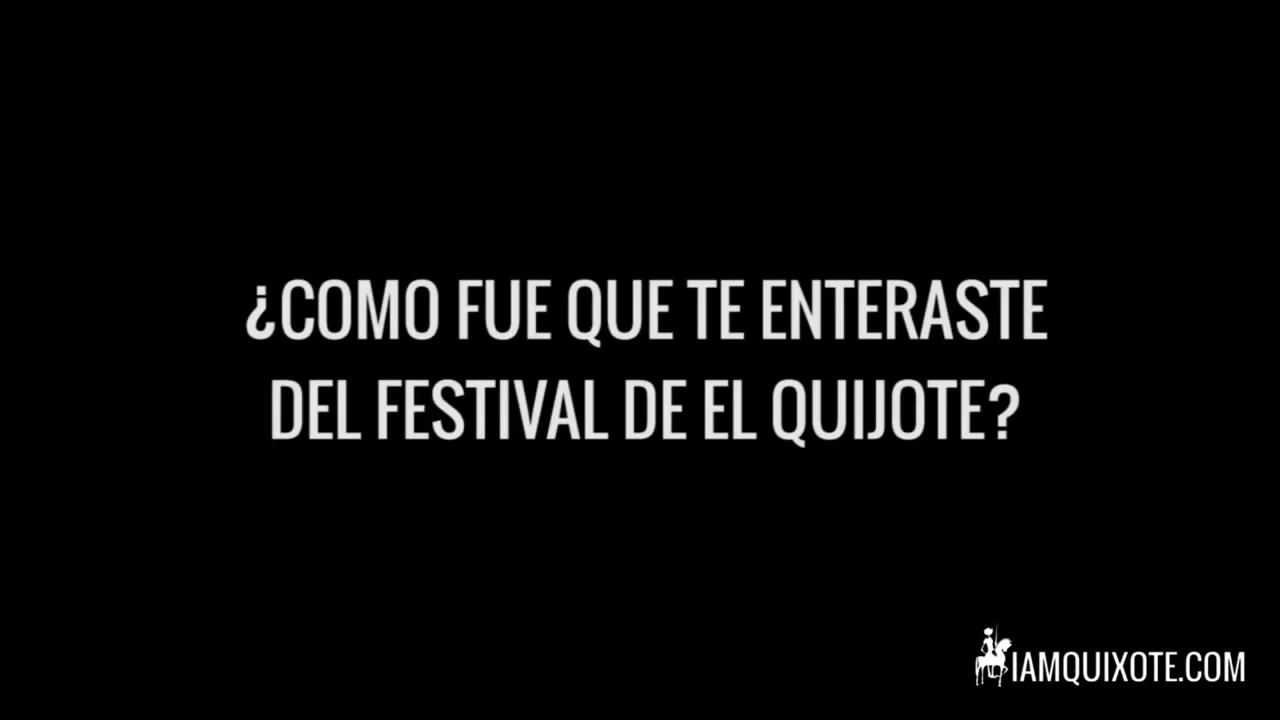 ¿COMO FUE QUE TE ENTERASTE
DEL FESTIVAL DE EL QUIJOTE?
IAMQUIXOTE.COM